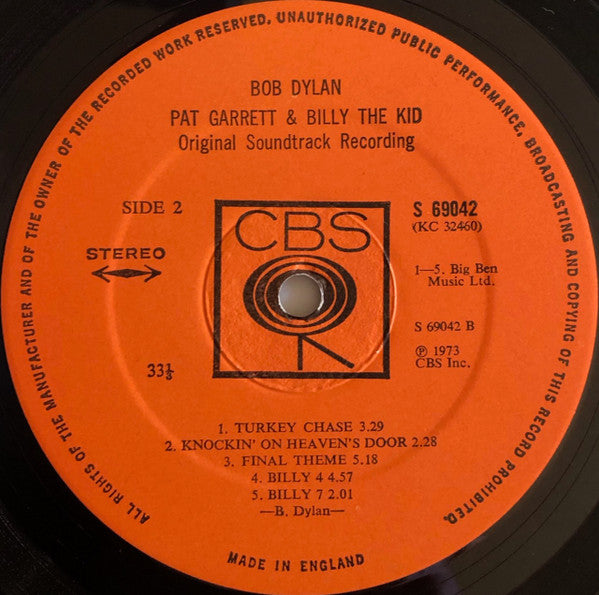 ALL RIGHTS OF THE MANUFACTURER AND OF THE OWNER OF THE RECORDED WORK RESERVED. UNAUTHORIZED PUBLIC PERFORMANCE, BROADCASTING AND COPYING OF THIS RECORD PROHIBITED.
BOB DYLAN
PAT GARRETT & BILLY THE KID
Original Soundtrack Recording
SIDE 2
STEREO
33⅓
CBS
S 69042
(KC 32460)
1—5. Big Ben
Music Ltd.
S 69042 B
℗ 1973
CBS Inc.
1. TURKEY CHASE 3.29
2. KNOCKIN' ON HEAVEN'S DOOR 2.28
3. FINAL THEME 5.18
4. BILLY 4 4.57
5. BILLY 7 2.01
—B. Dylan—
MADE IN ENGLAND